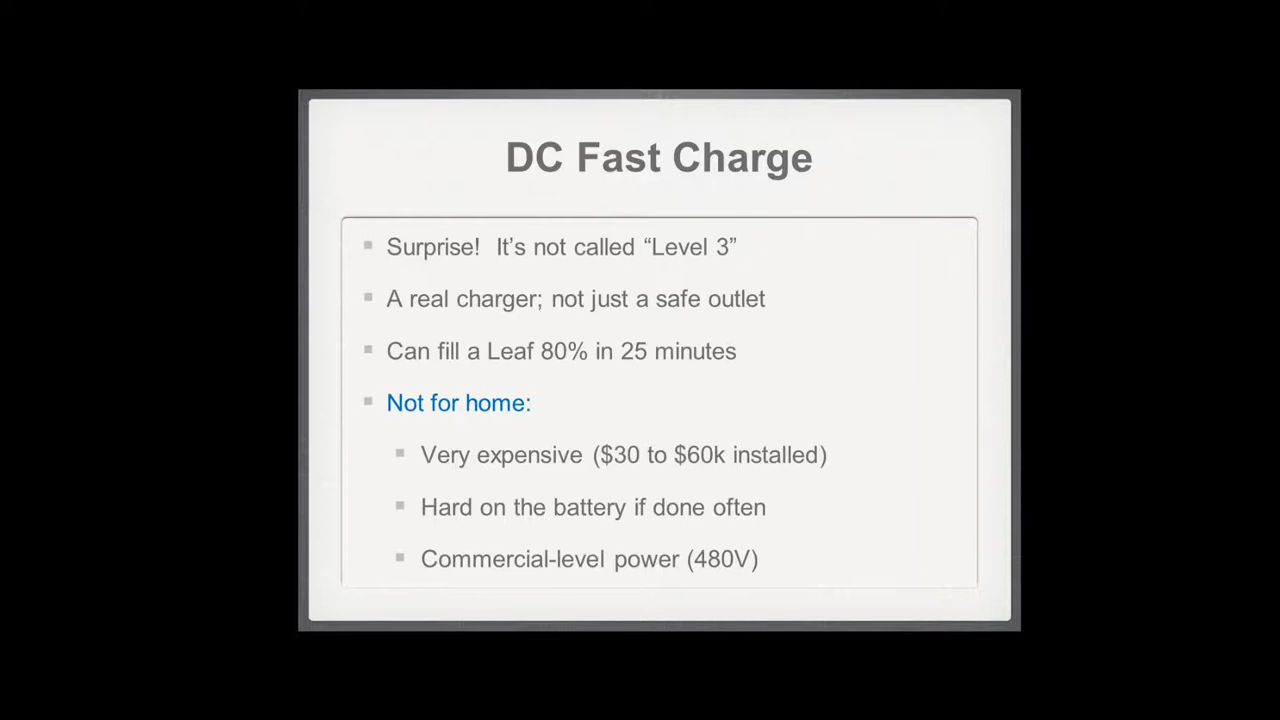 DC Fast Charge
Surprise!  It’s not called “Level 3”
A real charger; not just a safe outlet
Can fill a Leaf 80% in 25 minutes
Not for home:
Very expensive ($30 to $60k installed)
Hard on the battery if done often
Commercial-level power (480V)